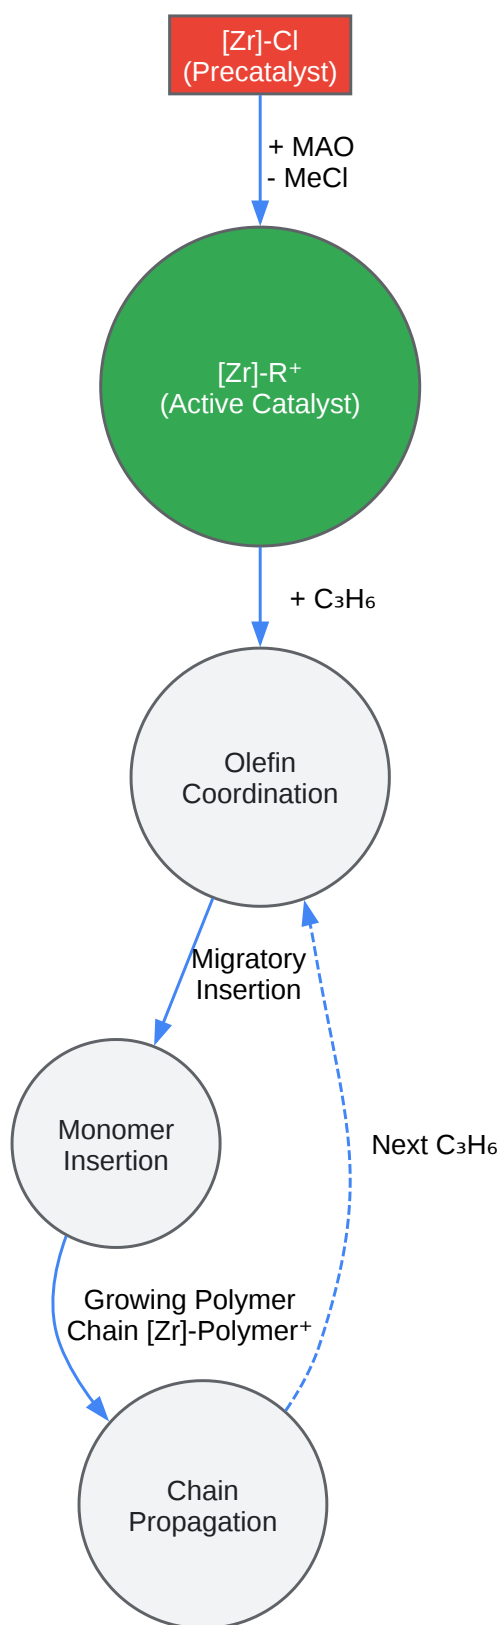 [Zr]-Cl
(Precatalyst)
+ MAO
- MeCl
[Zr]-R⁺
(Active Catalyst)
+ C₃H₆
Olefin
Coordination
Migratory
Insertion
Monomer
Insertion
Next C₃H₆
Growing Polymer
Chain [Zr]-Polymer⁺
Chain
Propagation